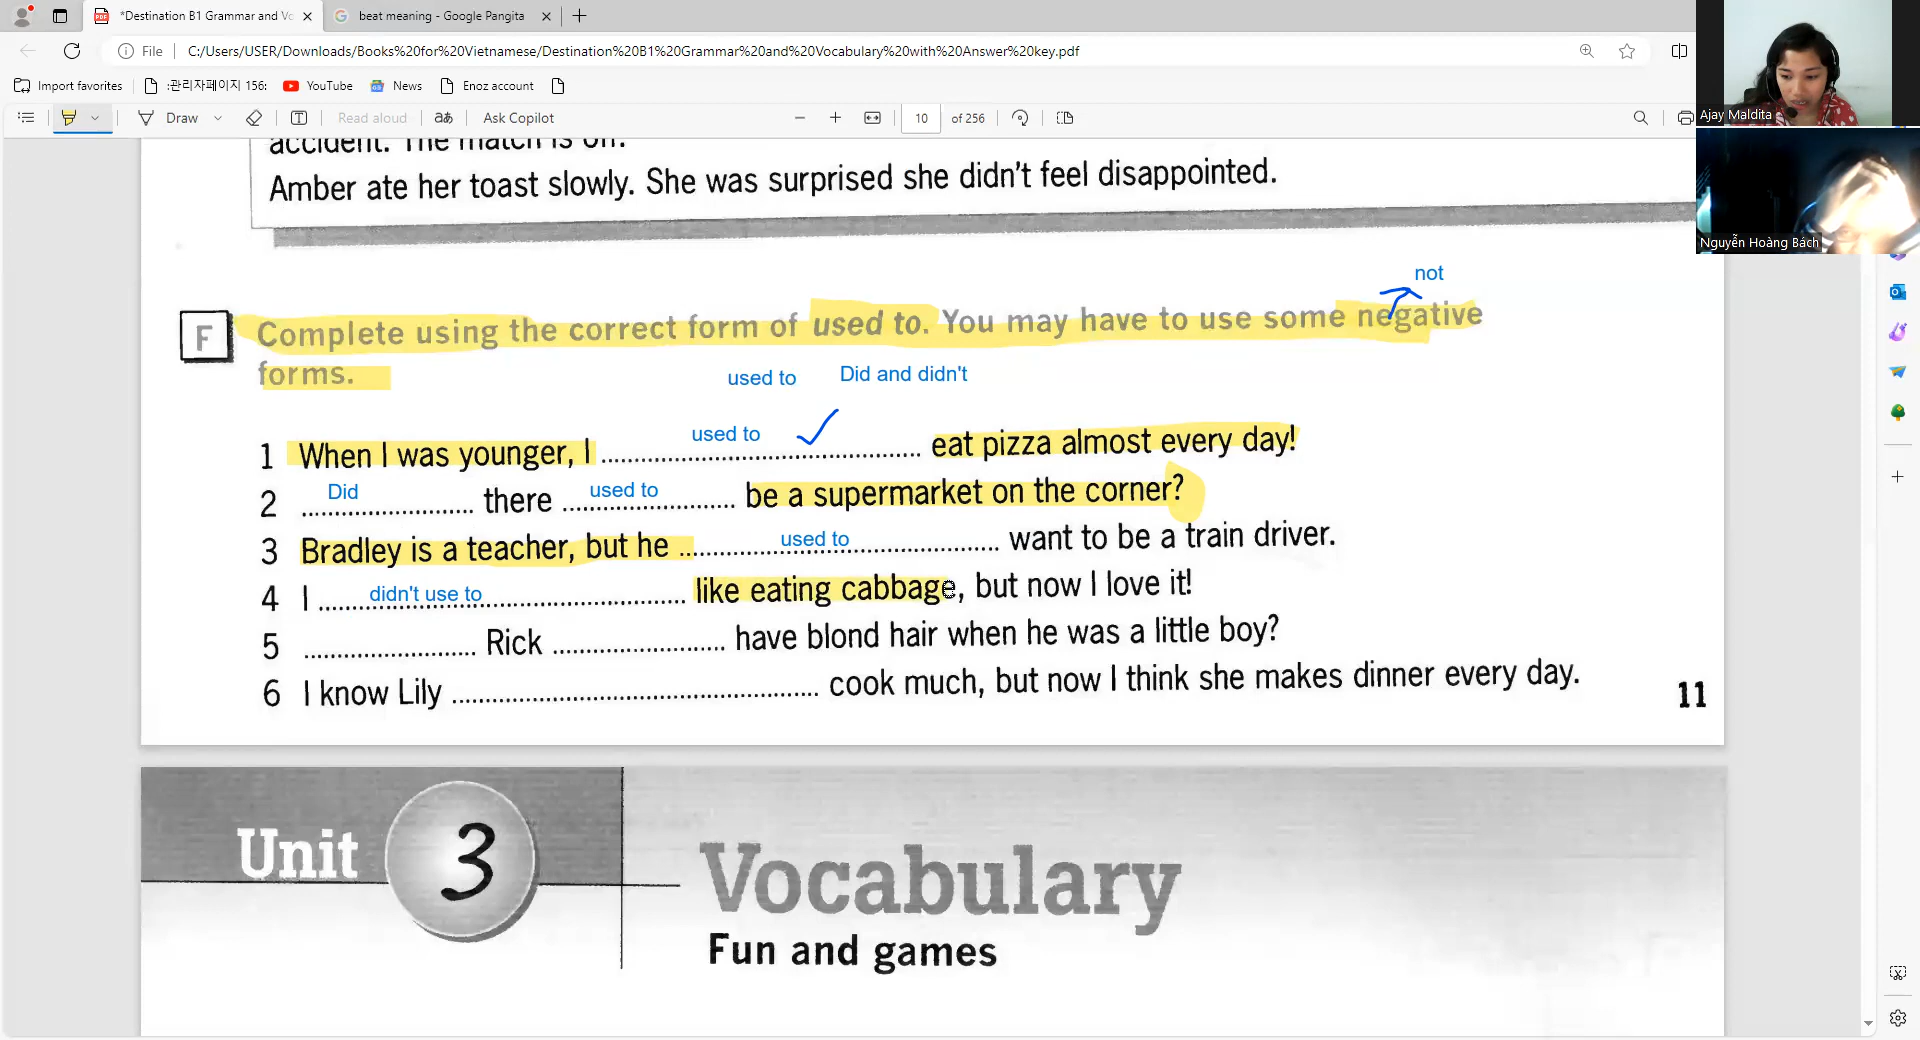 *Destination B1 Grammar and Vo
beat meaning - Google Pangita
File
C:/Users/USER/Downloads/Books%20for%20Vietnamese/Destination%20B1%20Grammar%20and%20Vocabulary%20with%20Answer%20key.pdf
Import favorites
:관리자페이지 156:
YouTube
News
Enoz account
Draw
Read aloud
Ask Copilot
10
of 256
Ajay Maldita
Nguyễn Hoàng Bách
accident. The match is off.
Amber ate her toast slowly. She was surprised she didn't feel disappointed.
not
F Complete using the correct form of used to. You may have to use some negative
forms.
used to Did and didn't
1 When I was younger, I .......... used to .......... eat pizza almost every day!
2 Did .......... there used to .......... be a supermarket on the corner?
3 Bradley is a teacher, but he .......... used to .......... want to be a train driver.
4 I .......... didn't use to .......... like eating cabbage, but now I love it!
5 .......... Rick .......... have blond hair when he was a little boy?
6 I know Lily .......... cook much, but now I think she makes dinner every day.
11
Unit 3
Vocabulary
Fun and games